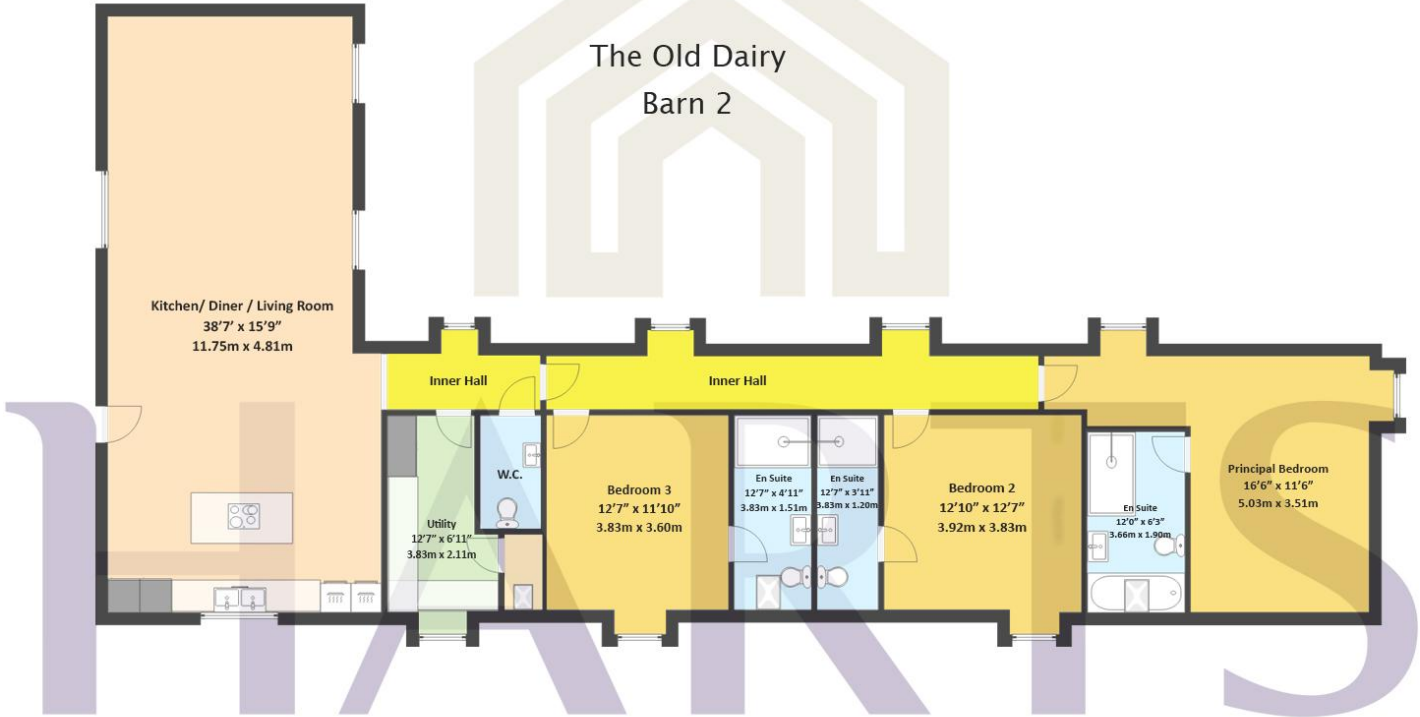 The Old Dairy
Barn 2
Kitchen/ Diner / Living Room
38’7’ x 15’9”
11.75m x 4.81m
Inner Hall
Inner Hall
W.C.
Utility
12’7” x 6’11”
3.83m x 2.11m
Bedroom 3
12’7” x 11’10”
3.83m x 3.60m
En Suite
12’7” x 4’11”
3.83m x 1.51m
En Suite
12’7” x 3’11”
3.83m x 1.20m
Bedroom 2
12’10” x 12’7”
3.92m x 3.83m
En Suite
12’0” x 6’3”
3.66m x 1.90m
Principal Bedroom
16’6” x 11’6”
5.03m x 3.51m
HARTS